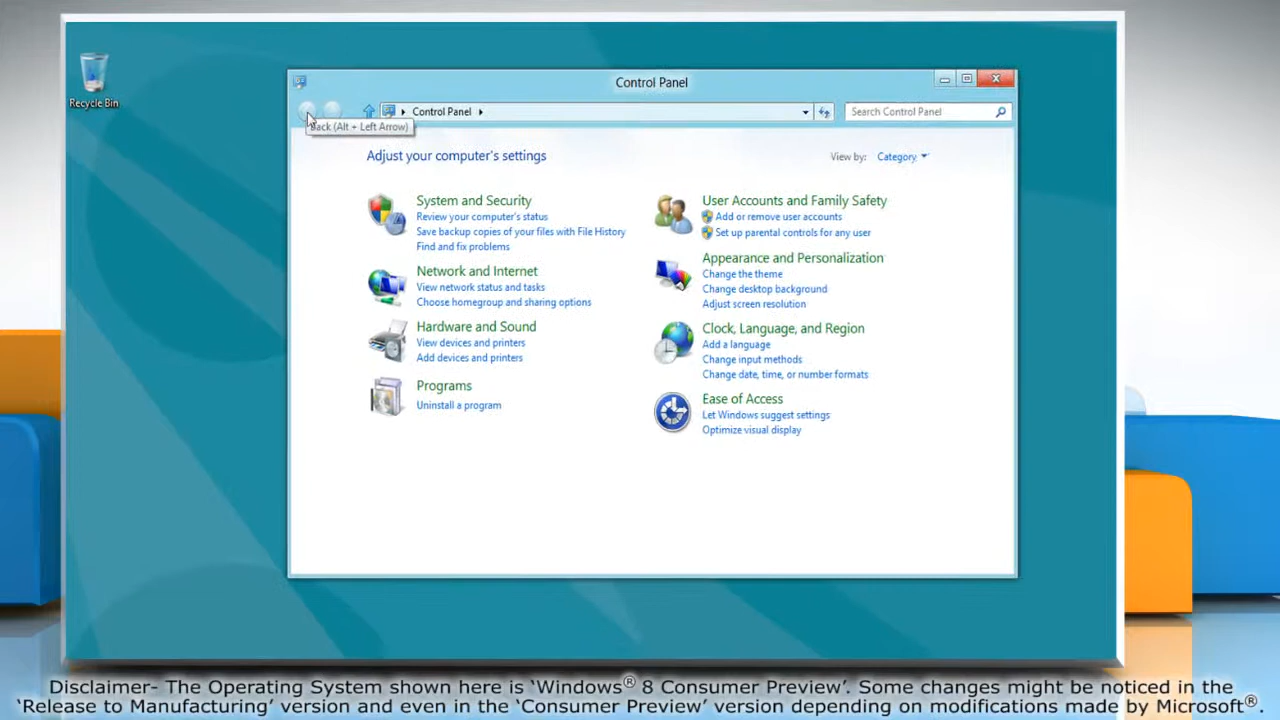 Recycle Bin
Control Panel
Control Panel
Search Control Panel
Back (Alt + Left Arrow)
Adjust your computer's settings
View by:
Category
System and Security
Review your computer's status
Save backup copies of your files with File History
Find and fix problems
Network and Internet
View network status and tasks
Choose homegroup and sharing options
Hardware and Sound
View devices and printers
Add devices and printers
Programs
Uninstall a program
User Accounts and Family Safety
Add or remove user accounts
Set up parental controls for any user
Appearance and Personalization
Change the theme
Change desktop background
Adjust screen resolution
Clock, Language, and Region
Add a language
Change input methods
Change date, time, or number formats
Ease of Access
Let Windows suggest settings
Optimize visual display
Disclaimer- The Operating System shown here is ‘Windows® 8 Consumer Preview’. Some changes might be noticed in the
‘Release to Manufacturing’ version and even in the ‘Consumer Preview’ version depending on modifications made by Microsoft®.